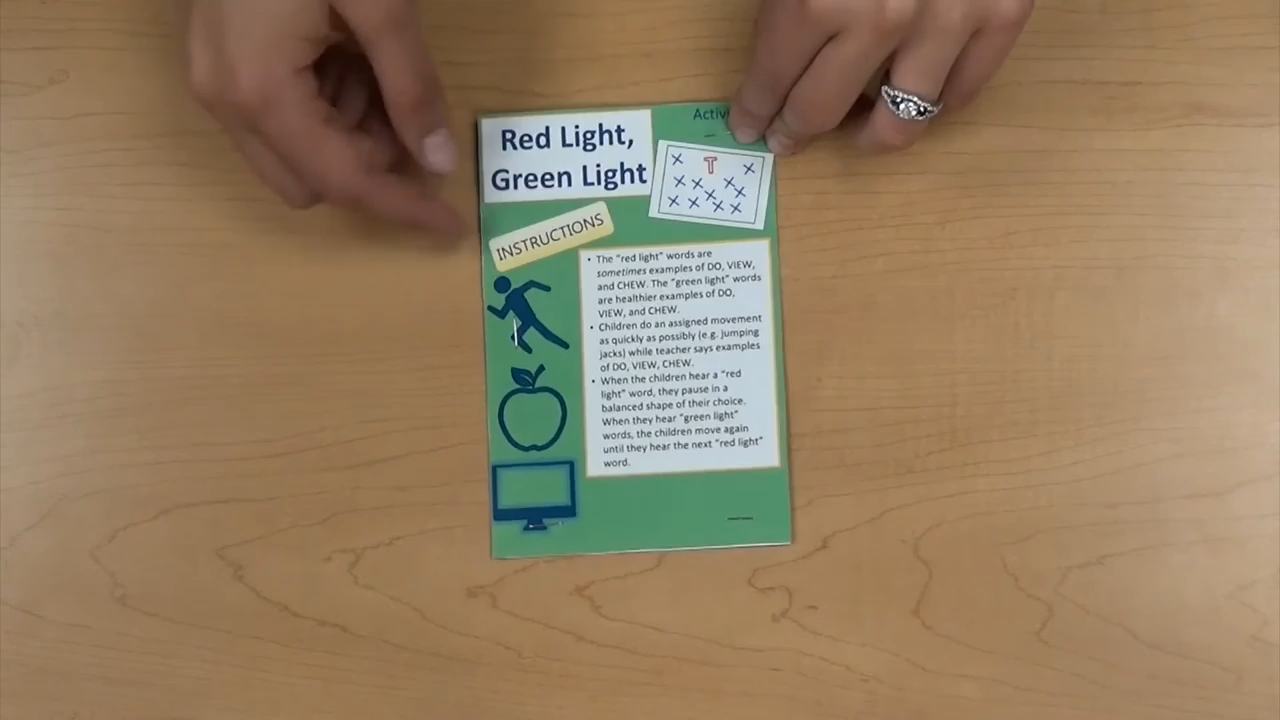 Red Light,
Green Light
T
INSTRUCTIONS
• The "red light" words are
sometimes examples of DO, VIEW,
and CHEW. The "green light" words
are healthier examples of DO,
VIEW, and CHEW.
• Children do an assigned movement
as quickly as possibly (e.g. jumping
jacks) while teacher says examples
of DO, VIEW, CHEW.
• When the children hear a "red
light" word, they pause in a
balanced shape of their choice.
When they hear "green light"
words, the children move again
until they hear the next "red light"
word.